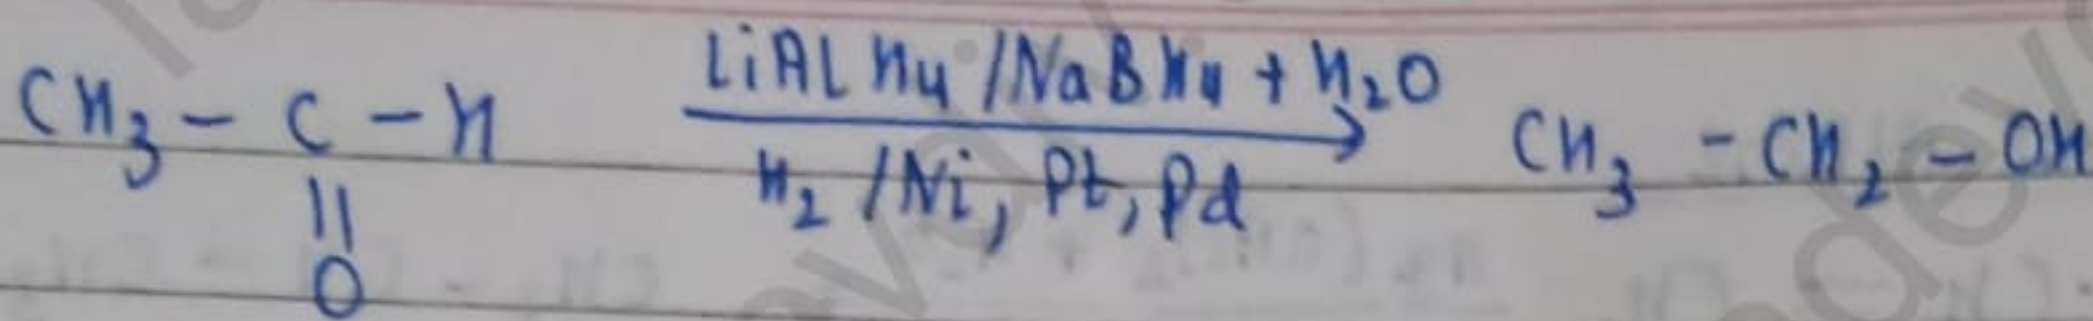 LiAlH4 / NaBH4 + H2O
CH3 - C - H → CH3 - CH2 - OH
H2 / Ni, Pt, Pd
||
O